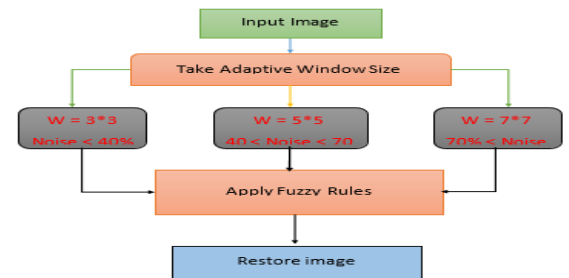 Input Image
Take Adaptive Window Size
W = 3*3
Noise < 40%
W = 5*5
40 < Noise < 70
W = 7*7
70% < Noise
Apply Fuzzy Rules
Restore image